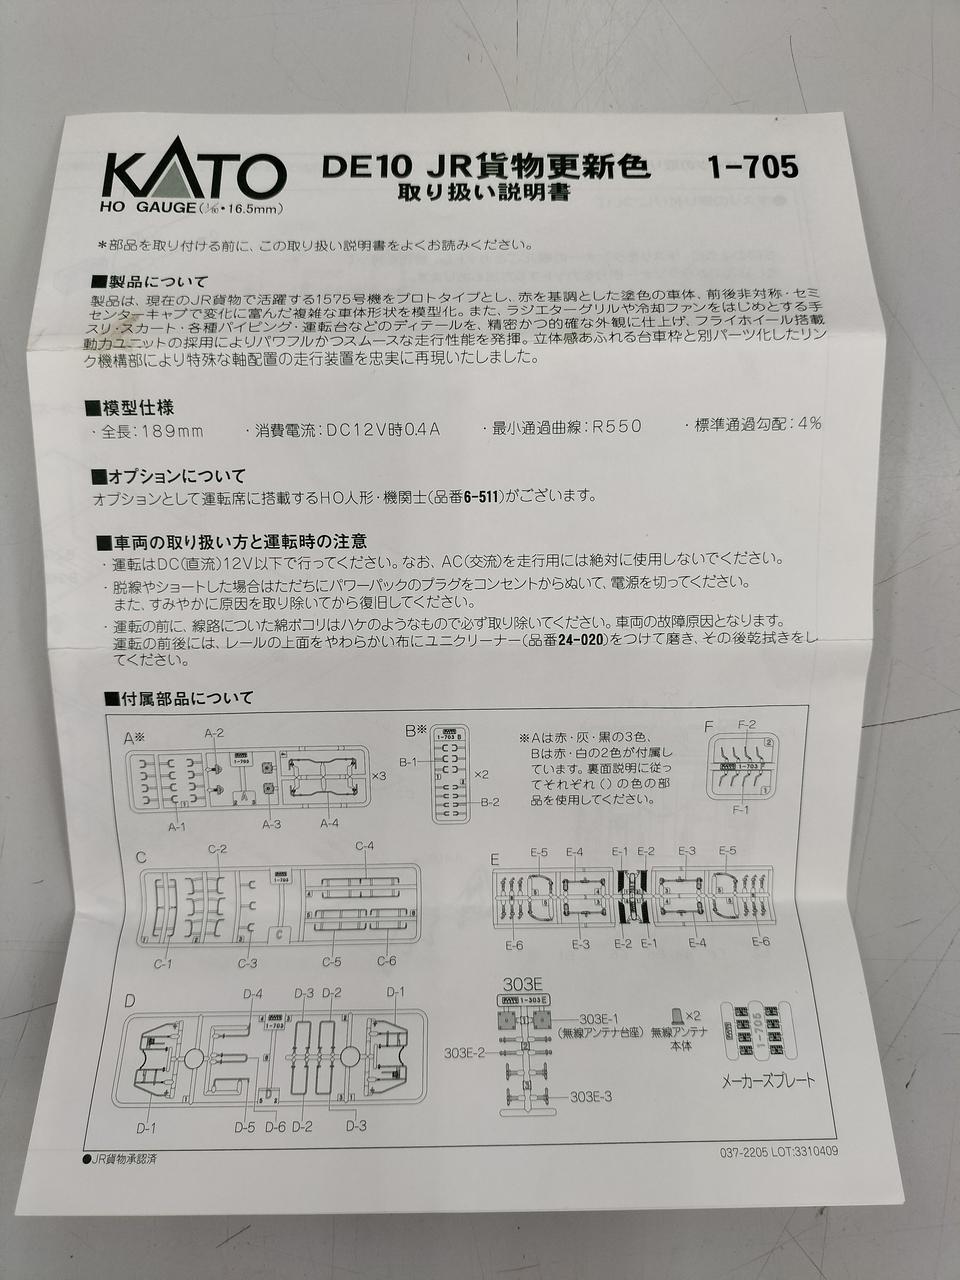 KATO
HO GAUGE(1/80・16.5mm)
DE10 JR貨物更新色 1-705
取り扱い説明書
*部品を取り付ける前に、この取り扱い説明書をよくお読みください。
■製品について
製品は、現在のJR貨物で活躍する1575号機をプロトタイプとし、赤を基調とした塗色の車体、前後非対称・セミ
センターキャブで変化に富んだ複雑な車体形状を模型化。また、ラジエターグリルや冷却ファンをはじめとする手
スリ・スカート・各種パイピング・運転台などのディテールを、精密かつ的確な外観に仕上げ、フライホイール搭載
動力ユニットの採用によりパワフルかつスムースな走行性能を発揮。立体感あふれる台車枠と別パーツ化したリン
ク機構部により特殊な軸配置の走行装置を忠実に再現いたしました。
■模型仕様
・全長：189mm ・消費電流：DC12V時0.4A ・最小通過曲線：R550 ・標準通過勾配：4%
■オプションについて
オプションとして運転席に搭載するHO人形・機関士(品番6-511)がございます。
■車両の取り扱い方と運転時の注意
・運転はDC(直流)12V以下で行ってください。なお、AC(交流)を走行用には絶対に使用しないでください。
・脱線やショートした場合はただちにパワーパックのプラグをコンセントからぬいて、電源を切ってください。
また、すみやかに原因を取り除いてから復旧してください。
・運転の前に、線路についた綿ボコリはハケのようなもので必ず取り除いてください。車両の故障原因となります。
運転の前後には、レールの上面をやわらかい布にユニクリーナー(品番24-020)をつけて磨き、その後乾拭きをし
てください。
■付属部品について
A※
A-2
1-703
A-1
A-3
A-4
×3
B※
1-703 B
B-1
×2
B-2
※Aは赤・灰・黒の3色、
Bは赤・白の2色が付属し
ています。裏面説明に従っ
てそれぞれ( )の色の部
品を使用してください。
F
F-2
1-703 F
F-1
C
C-2
C-4
1-703
C-1
C-3
C-5
C-6
E
E-5 E-4 E-1 E-2 E-3 E-5
E-6 E-3 E-2 E-1 E-4 E-6
D
D-4 D-3 D-2 D-1
1-703
D-1 D-5 D-6 D-2 D-3
303E
1-303 E
303E-1
(無線アンテナ台座)
303E-2
303E-3
×2
無線アンテナ
本体
1-705
メーカーズプレート
●JR貨物承認済
037-2205 LOT:3310409